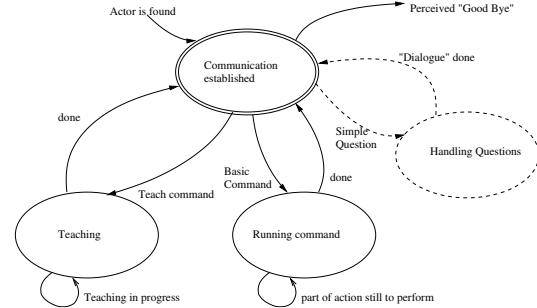 Actor is found
Perceived "Good Bye"
Communication
established
"Dialogue" done
done
Simple
Question
Handling Questions
Basic
Command
done
Teach command
Teaching
Running command
Teaching in progress
part of action still to perform